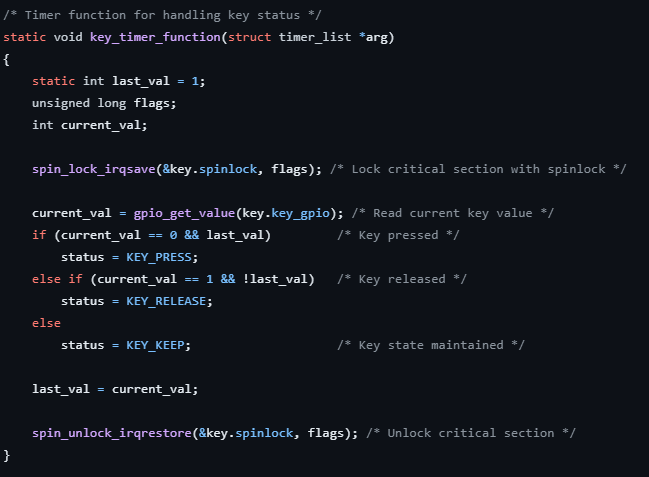 /* Timer function for handling key status */
static void key_timer_function(struct timer_list *arg)
{
    static int last_val = 1;
    unsigned long flags;
    int current_val;

    spin_lock_irqsave(&key.spinlock, flags); /* Lock critical section with spinlock */

    current_val = gpio_get_value(key.key_gpio); /* Read current key value */
    if (current_val == 0 && last_val)         /* Key pressed */
        status = KEY_PRESS;
    else if (current_val == 1 && !last_val)   /* Key released */
        status = KEY_RELEASE;
    else
        status = KEY_KEEP;                    /* Key state maintained */

    last_val = current_val;

    spin_unlock_irqrestore(&key.spinlock, flags); /* Unlock critical section */
}